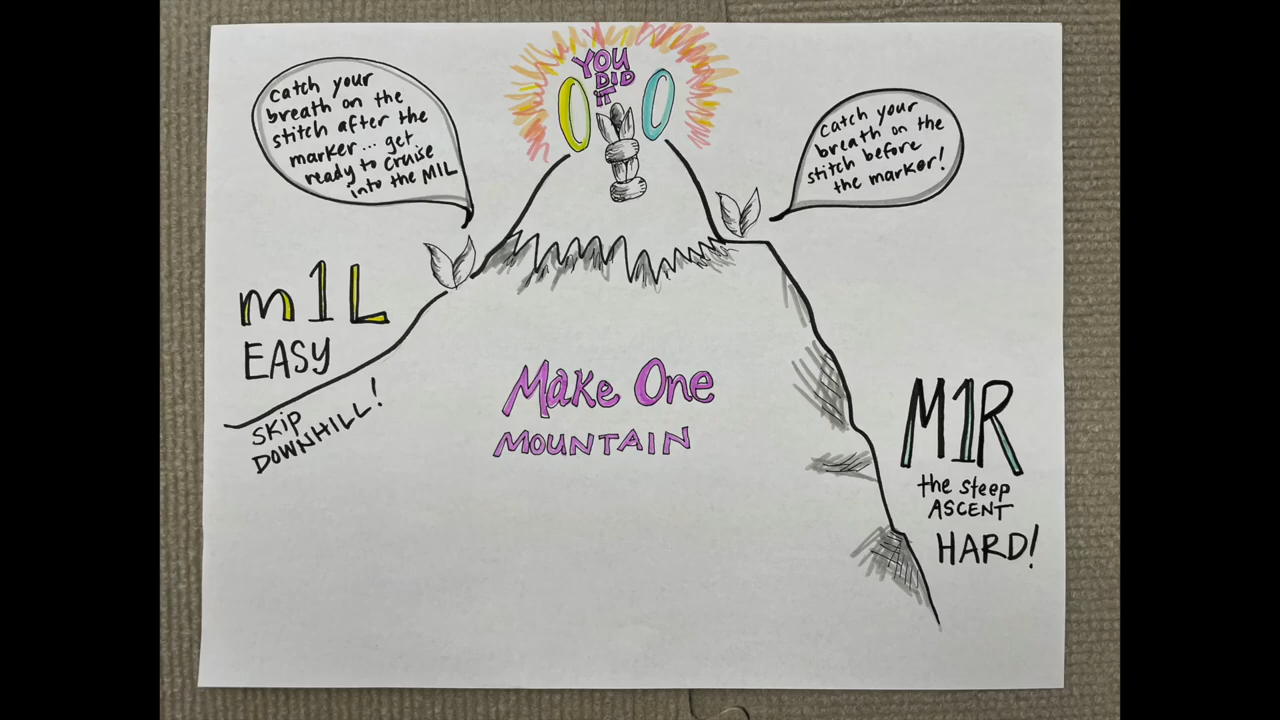 YOU
DID
IT
catch your
breath on the
stitch after the
marker... get
ready to cruise
into the M1L
catch your
breath on the
stitch before
the marker!
m1L
EASY
SKIP
DOWNHILL!
Make One
MOUNTAIN
M1R
the steep
ASCENT
HARD!